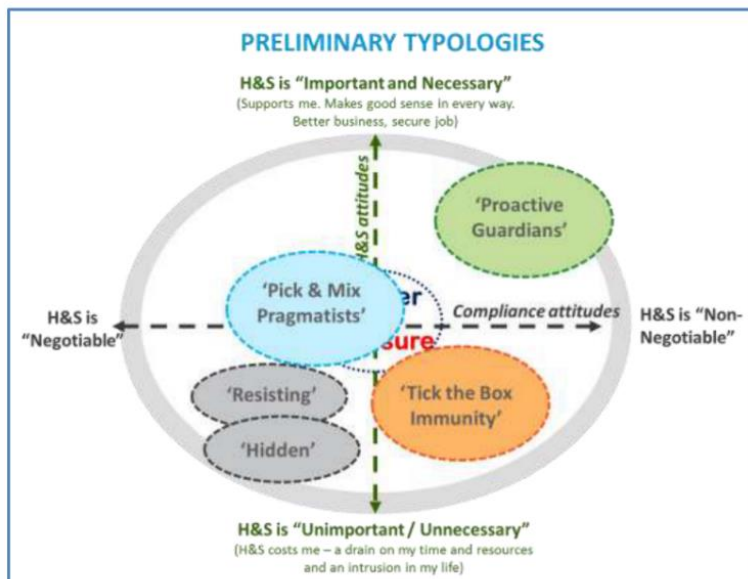 PRELIMINARY TYPOLOGIES
H&S is “Important and Necessary”
(Supports me. Makes good sense in every way.
Better business, secure job)
H&S attitudes
‘Proactive
Guardians’
‘Pick & Mix
Pragmatists’
Compliance attitudes
H&S is
“Negotiable”
H&S is “Non-
Negotiable”
‘Resisting’
‘Hidden’
‘Tick the Box
Immunity’
H&S is “Unimportant / Unnecessary”
(H&S costs me – a drain on my time and resources
and an intrusion in my life)